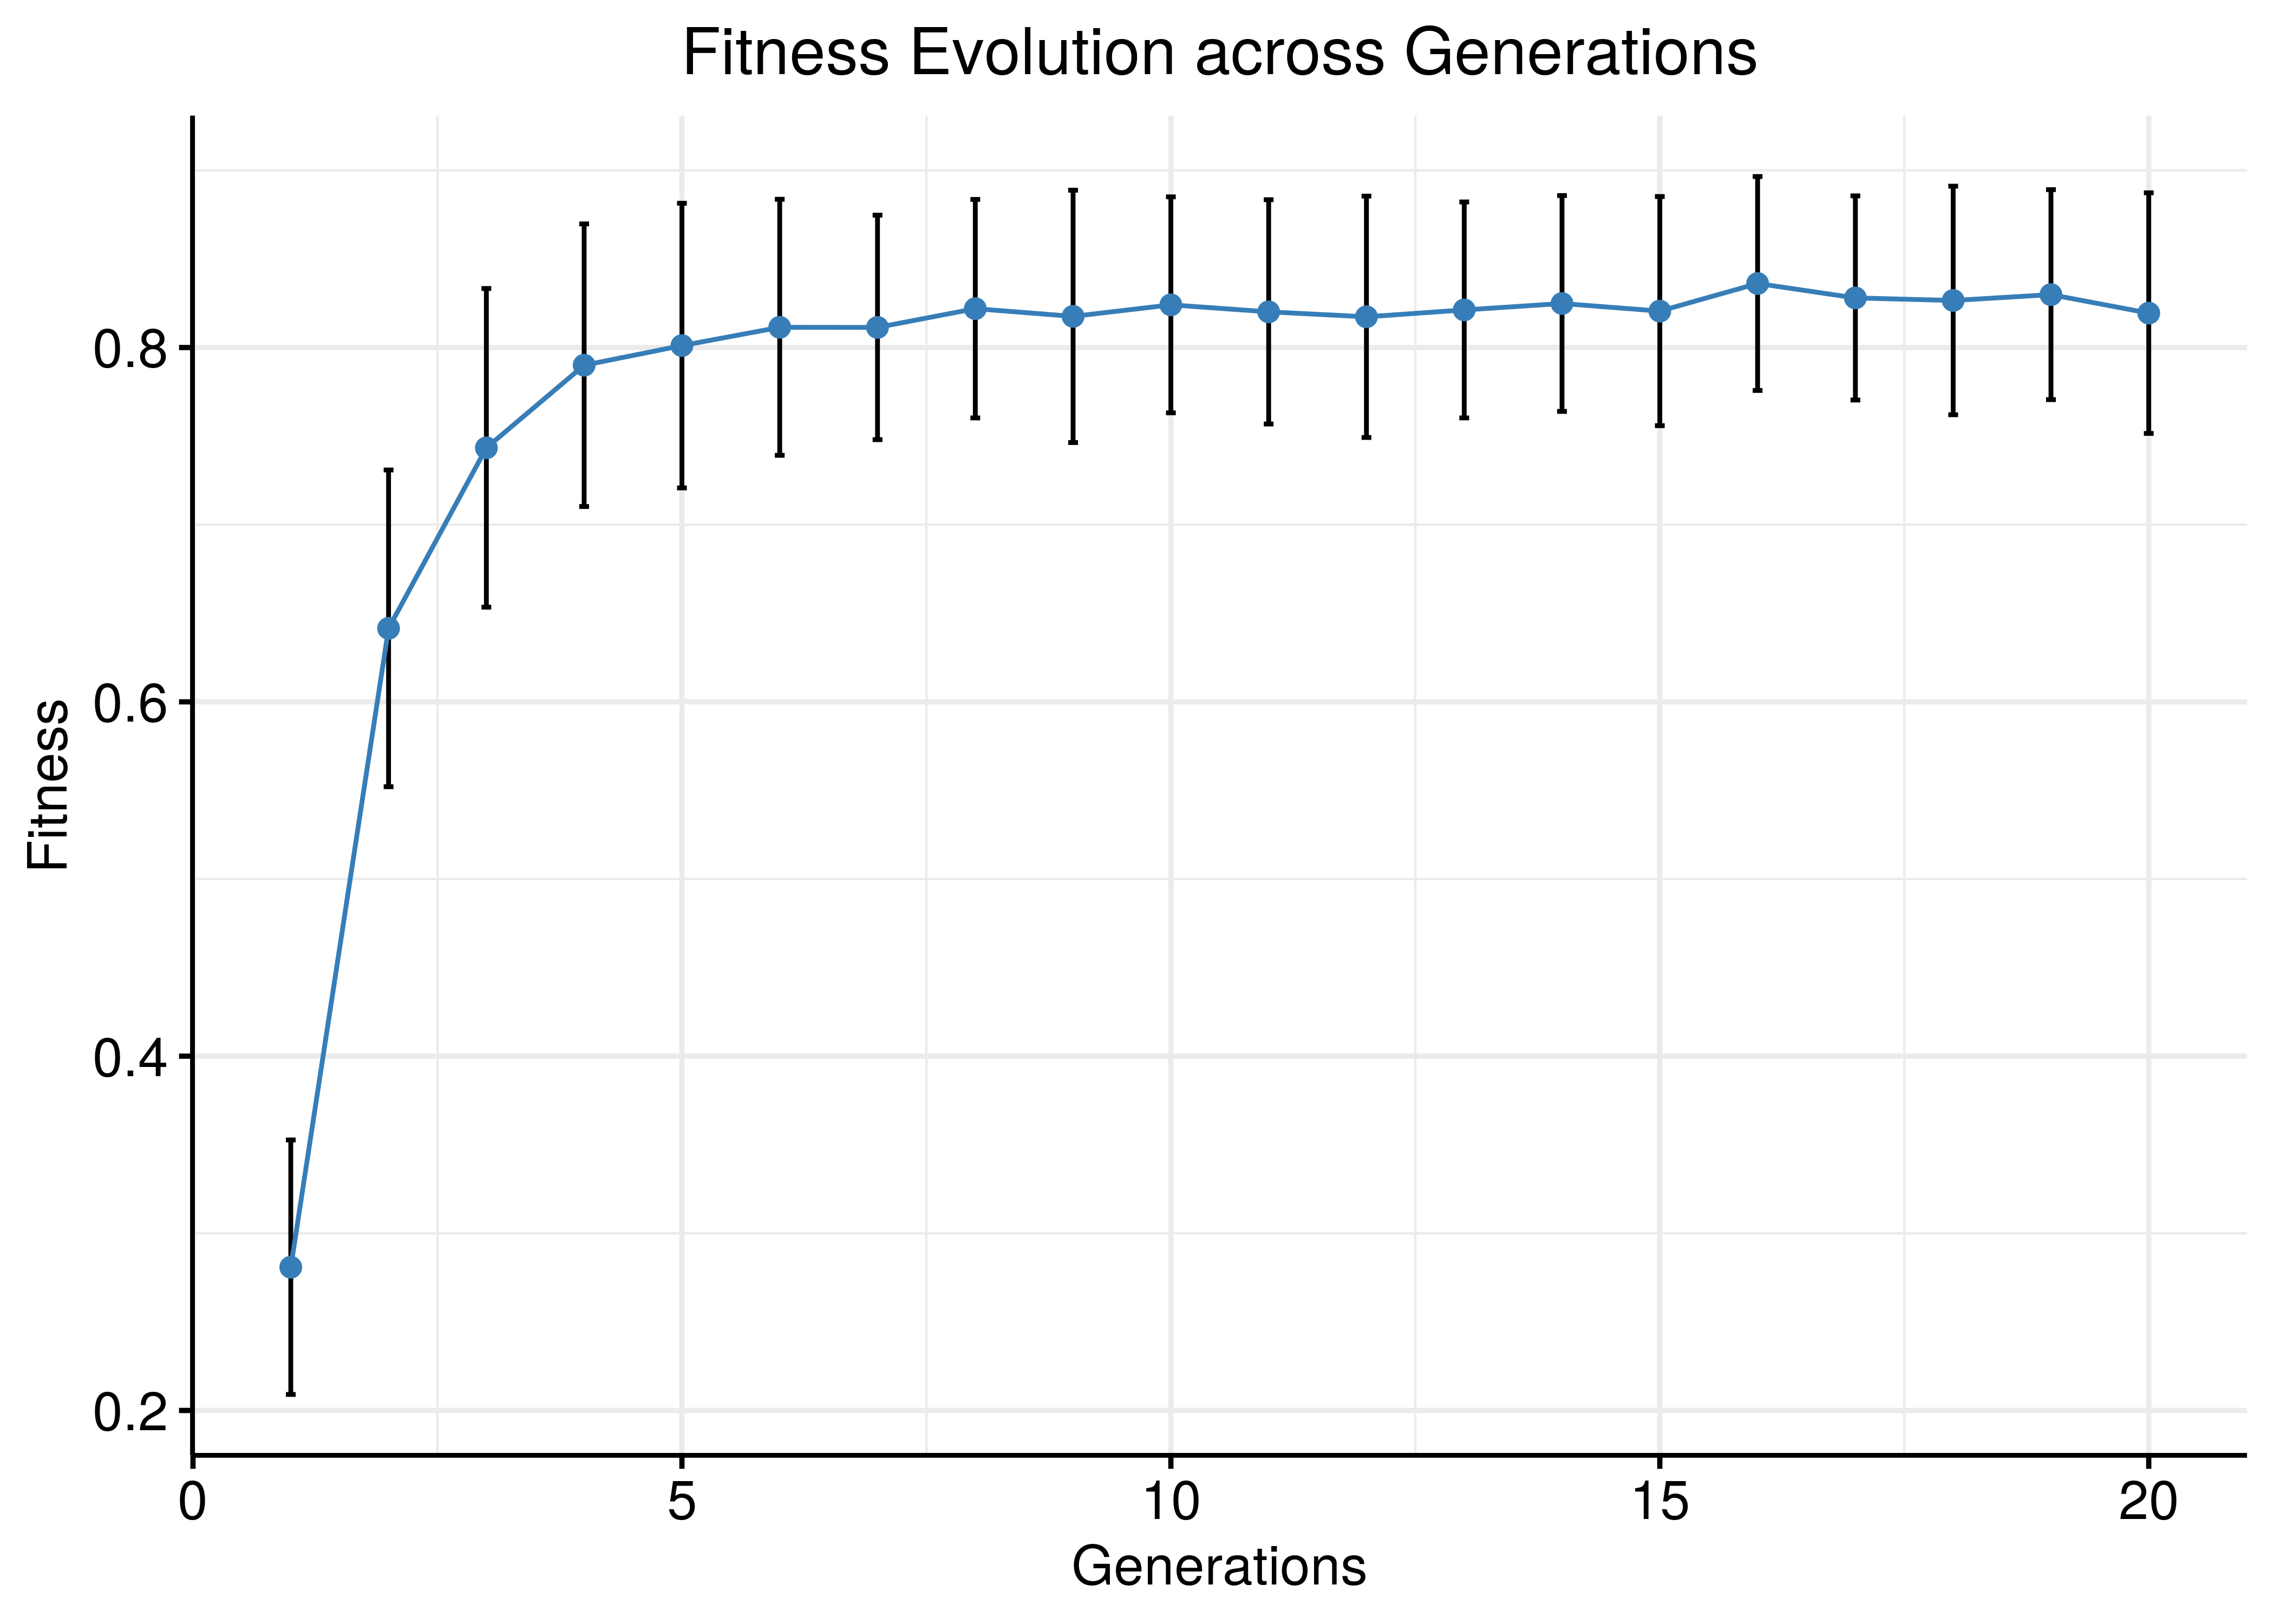 Fitness Evolution across Generations
Fitness
0.8
0.6
0.4
0.2
0 5 10 15 20
Generations